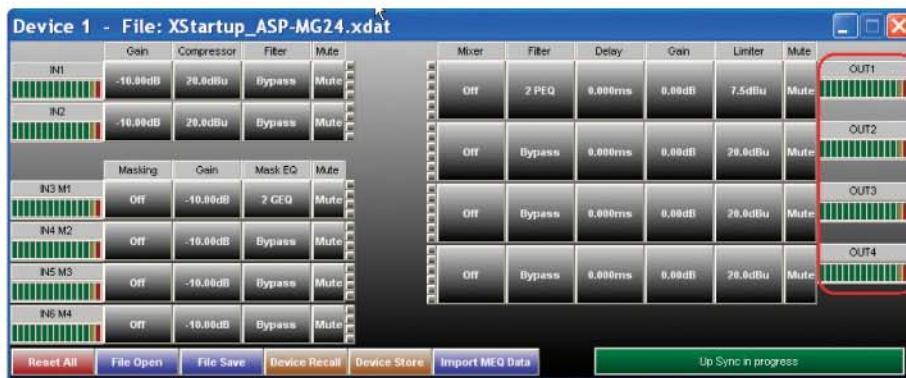 Device 1 - File: XStartup_ASP-MG24.xdat
Gain Compressor Filter Mute
IN1 -10.00dB 20.0dBu Bypass Mute
IN2 -10.00dB 20.0dBu Bypass Mute
Masking Gain Mask EQ Mute
IN3 M1 Off -10.00dB 2 GEQ Mute
IN4 M2 Off -10.00dB Bypass Mute
IN5 M3 Off -10.00dB Bypass Mute
IN6 M4 Off -10.00dB Bypass Mute
Mixer Filter Delay Gain Limiter Mute
Off 2 PEQ 0.000ms 0.00dB 7.5dBu Mute OUT1
Off Bypass 0.000ms 0.00dB 20.0dBu Mute OUT2
Off Bypass 0.000ms 0.00dB 20.0dBu Mute OUT3
Off Bypass 0.000ms 0.00dB 20.0dBu Mute OUT4
Reset All File Open File Save Device Recall Device Store Import MEQ Data Up Sync in progress